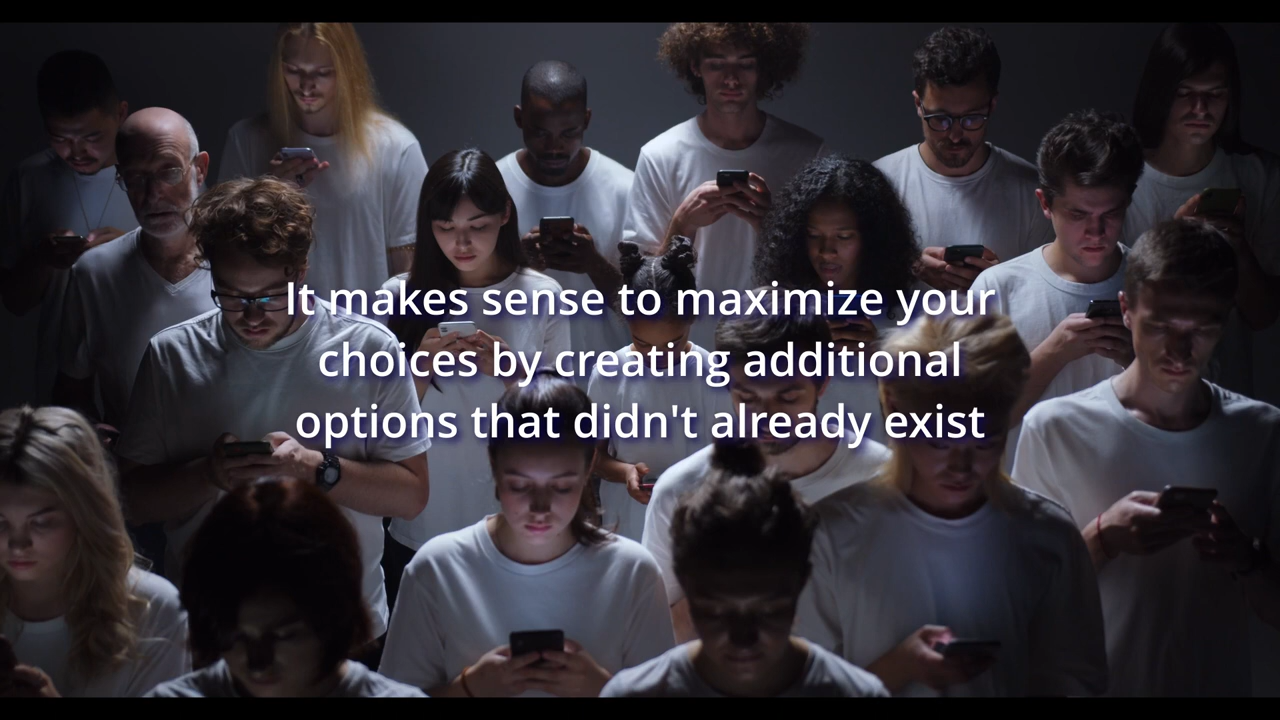 It makes sense to maximize your
choices by creating additional
options that didn't already exist